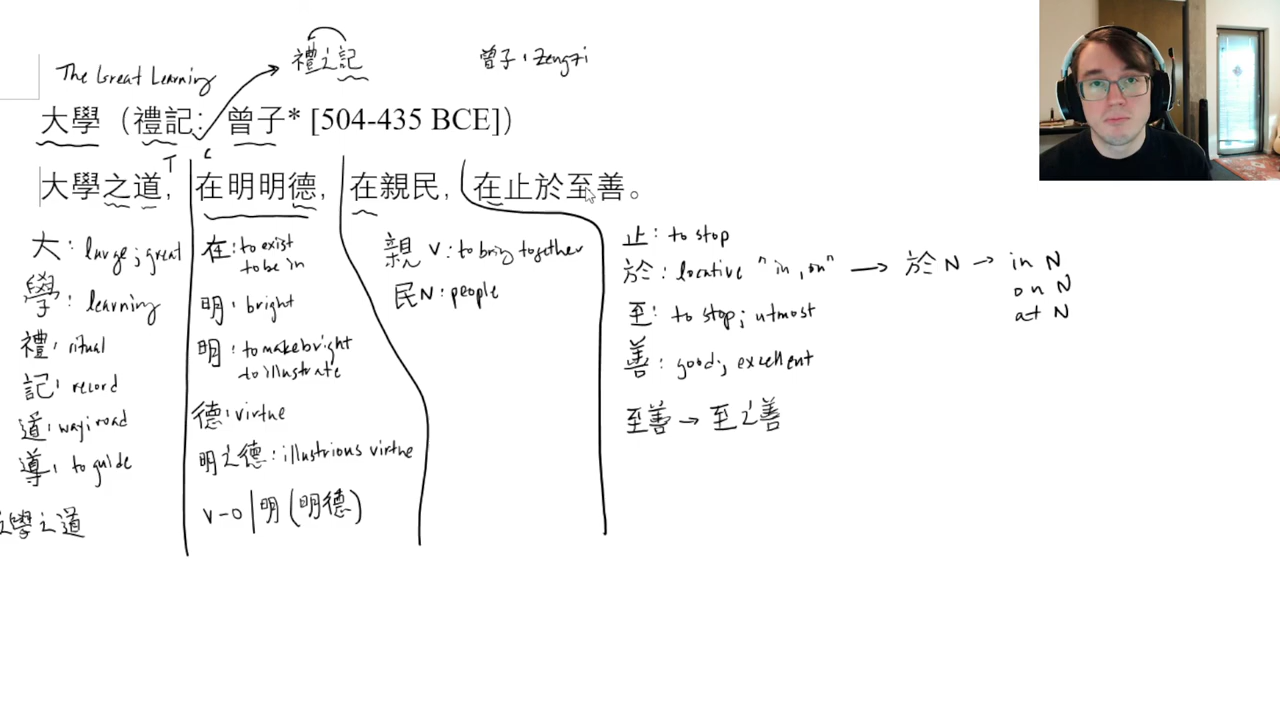 禮之記
曾子: Zengzi
The Great Learning
大學（禮記：曾子* [504-435 BCE]）
T
C
大學之道，在明明德，在親民，在止於至善。
大: large; great
學: learning
禮: ritual
記: record
道: way; road
導: to guide
學之道
在: to exist
to be in
明: bright
明: to make bright
to illustrate
德: virtue
明之德: illustrious virtue
V-O | 明 (明德)
親 V: to bring together
民 N: people
止: to stop
於: locative "in, on" → 於 N → in N
on N
at N
至: to stop; utmost
善: good; excellent
至善 → 至之善